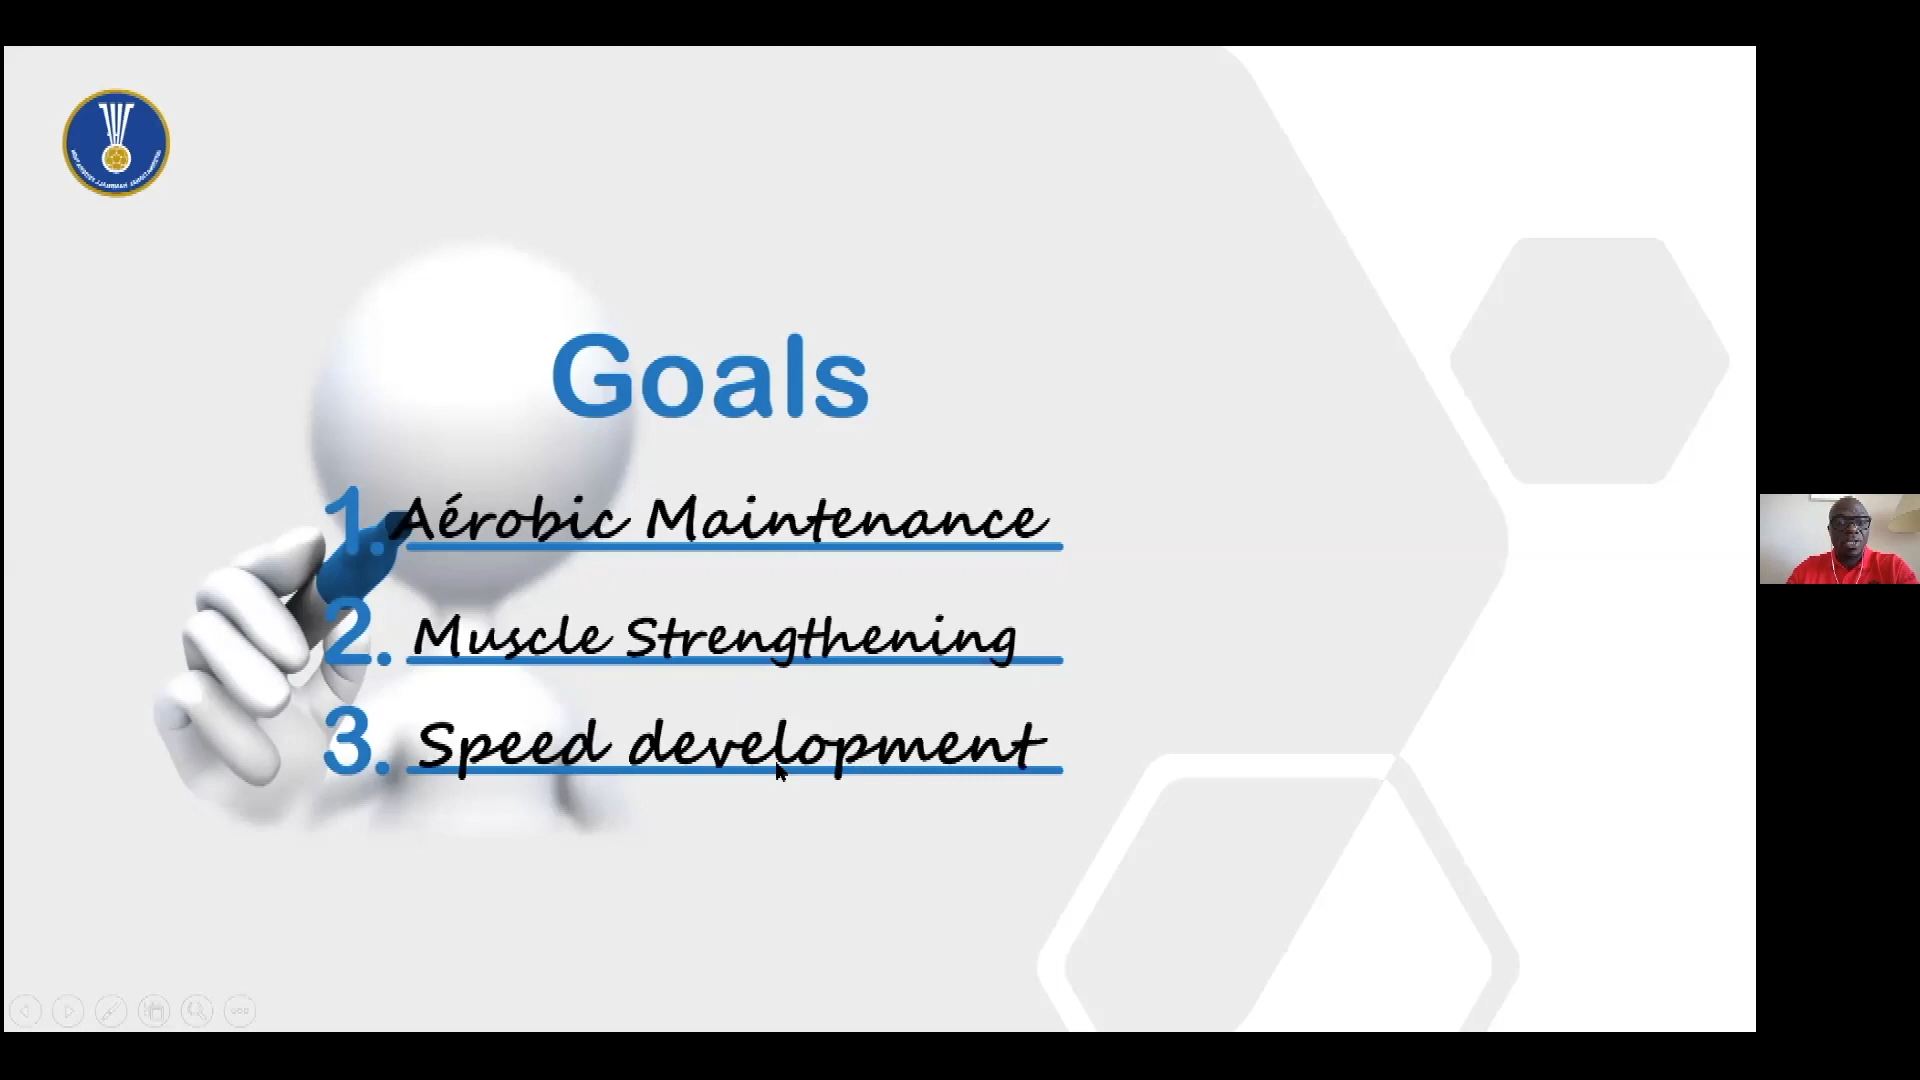 Goals
1. Aérobic Maintenance
2. Muscle Strengthening
3. Speed development